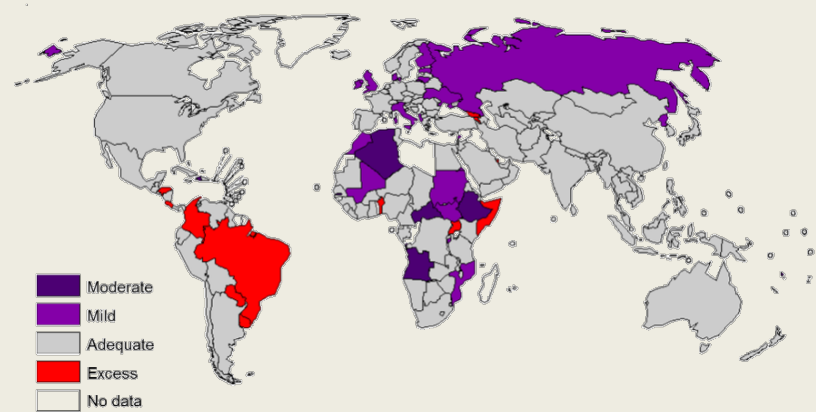 Moderate
Mild
Adequate
Excess
No data